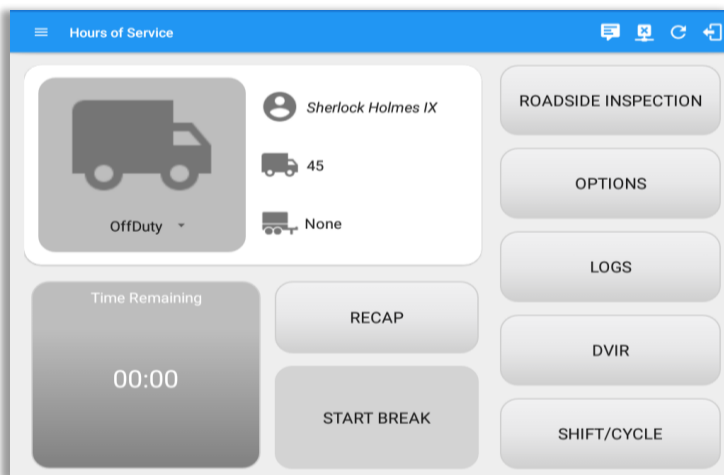 Hours of Service
Sherlock Holmes IX
45
None
OffDuty
Time Remaining
00:00
RECAP
START BREAK
ROADSIDE INSPECTION
OPTIONS
LOGS
DVIR
SHIFT/CYCLE